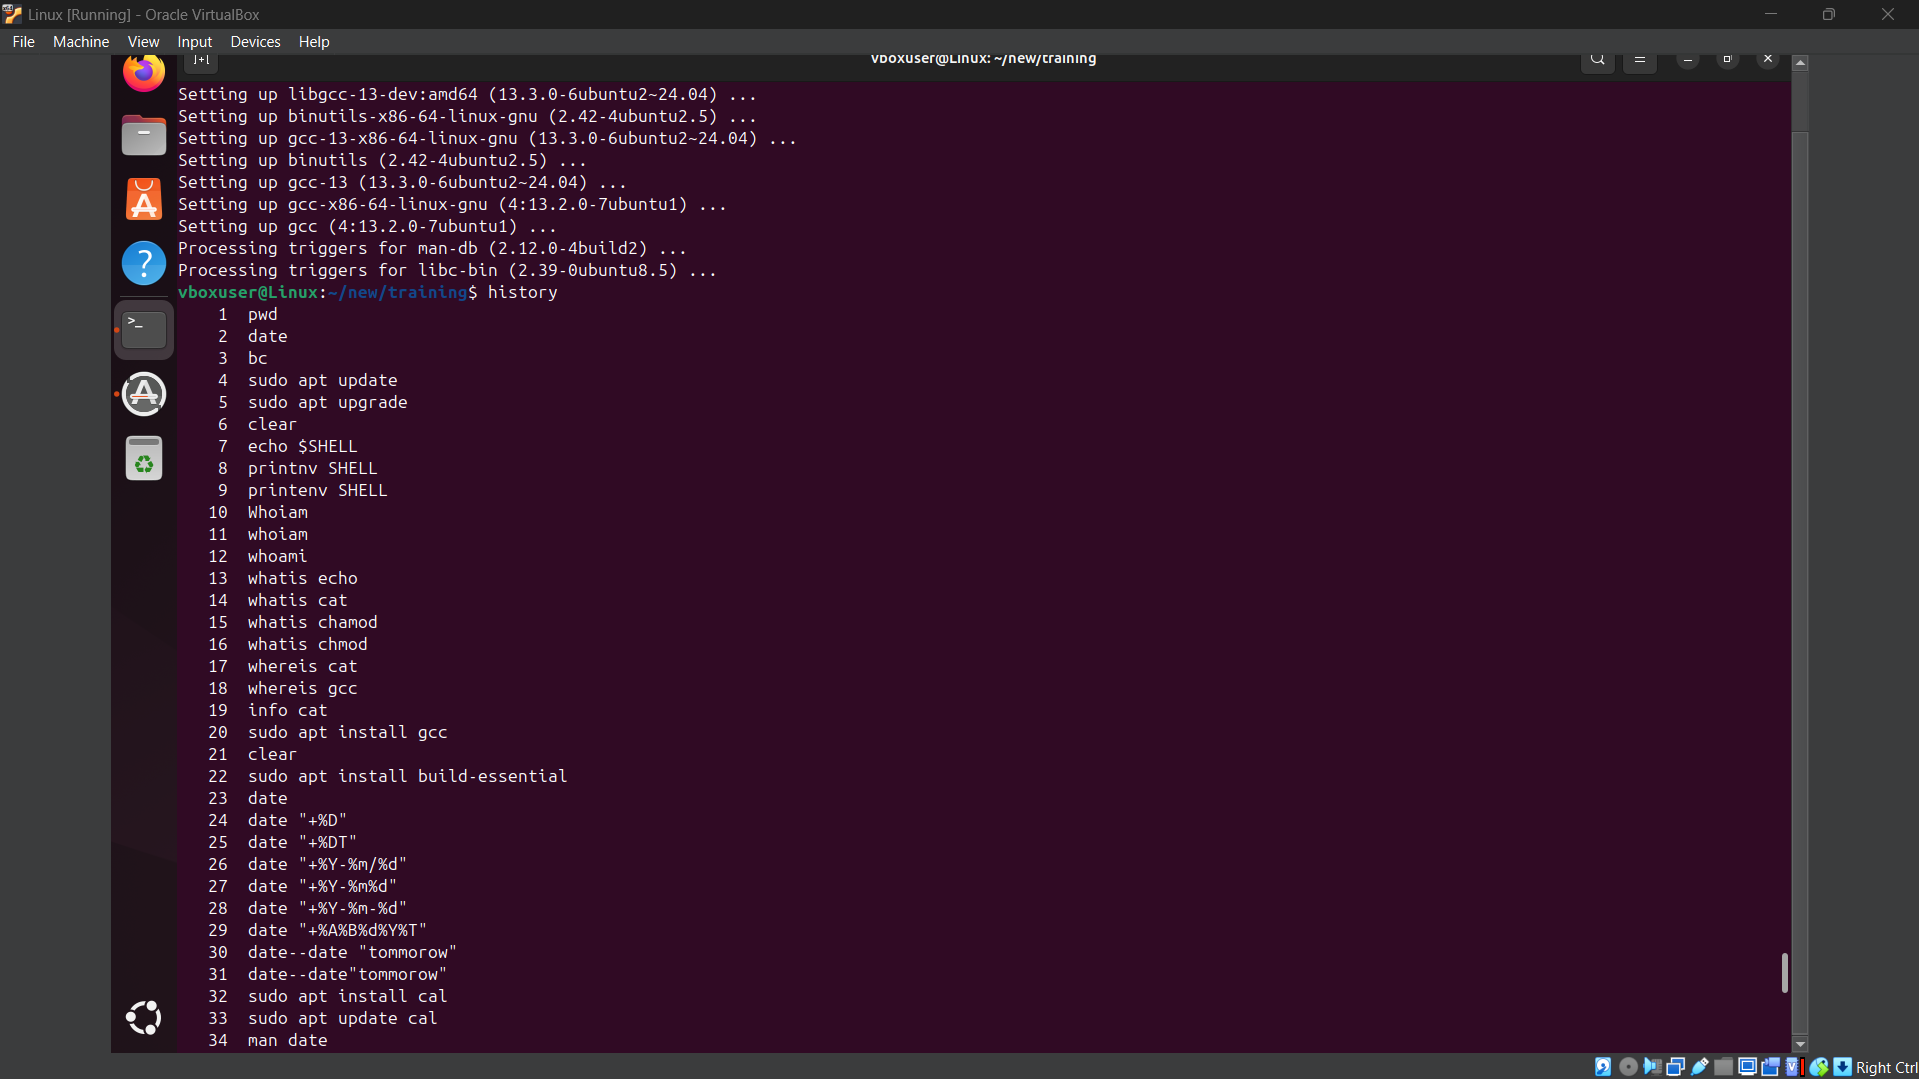 Linux [Running] - Oracle VirtualBox
File Machine View Input Devices Help
vboxuser@Linux: ~/new/training
Setting up libgcc-13-dev:amd64 (13.3.0-6ubuntu2~24.04) ...
Setting up binutils-x86-64-linux-gnu (2.42-4ubuntu2.5) ...
Setting up gcc-13-x86-64-linux-gnu (13.3.0-6ubuntu2~24.04) ...
Setting up binutils (2.42-4ubuntu2.5) ...
Setting up gcc-13 (13.3.0-6ubuntu2~24.04) ...
Setting up gcc-x86-64-linux-gnu (4:13.2.0-7ubuntu1) ...
Setting up gcc (4:13.2.0-7ubuntu1) ...
Processing triggers for man-db (2.12.0-4build2) ...
Processing triggers for libc-bin (2.39-0ubuntu8.5) ...
vboxuser@Linux:~/new/training$ history
1 pwd
2 date
3 bc
4 sudo apt update
5 sudo apt upgrade
6 clear
7 echo $SHELL
8 printnv SHELL
9 printenv SHELL
10 Whoiam
11 whoiam
12 whoami
13 whatis echo
14 whatis cat
15 whatis chamod
16 whatis chmod
17 whereis cat
18 whereis gcc
19 info cat
20 sudo apt install gcc
21 clear
22 sudo apt install build-essential
23 date
24 date "+%D"
25 date "+%DT"
26 date "+%Y-%m/%d"
27 date "+%Y-%m%d"
28 date "+%Y-%m-%d"
29 date "+%A%B%d%Y%T"
30 date--date "tommorow"
31 date--date"tommorow"
32 sudo apt install cal
33 sudo apt update cal
34 man date
Right Ctrl